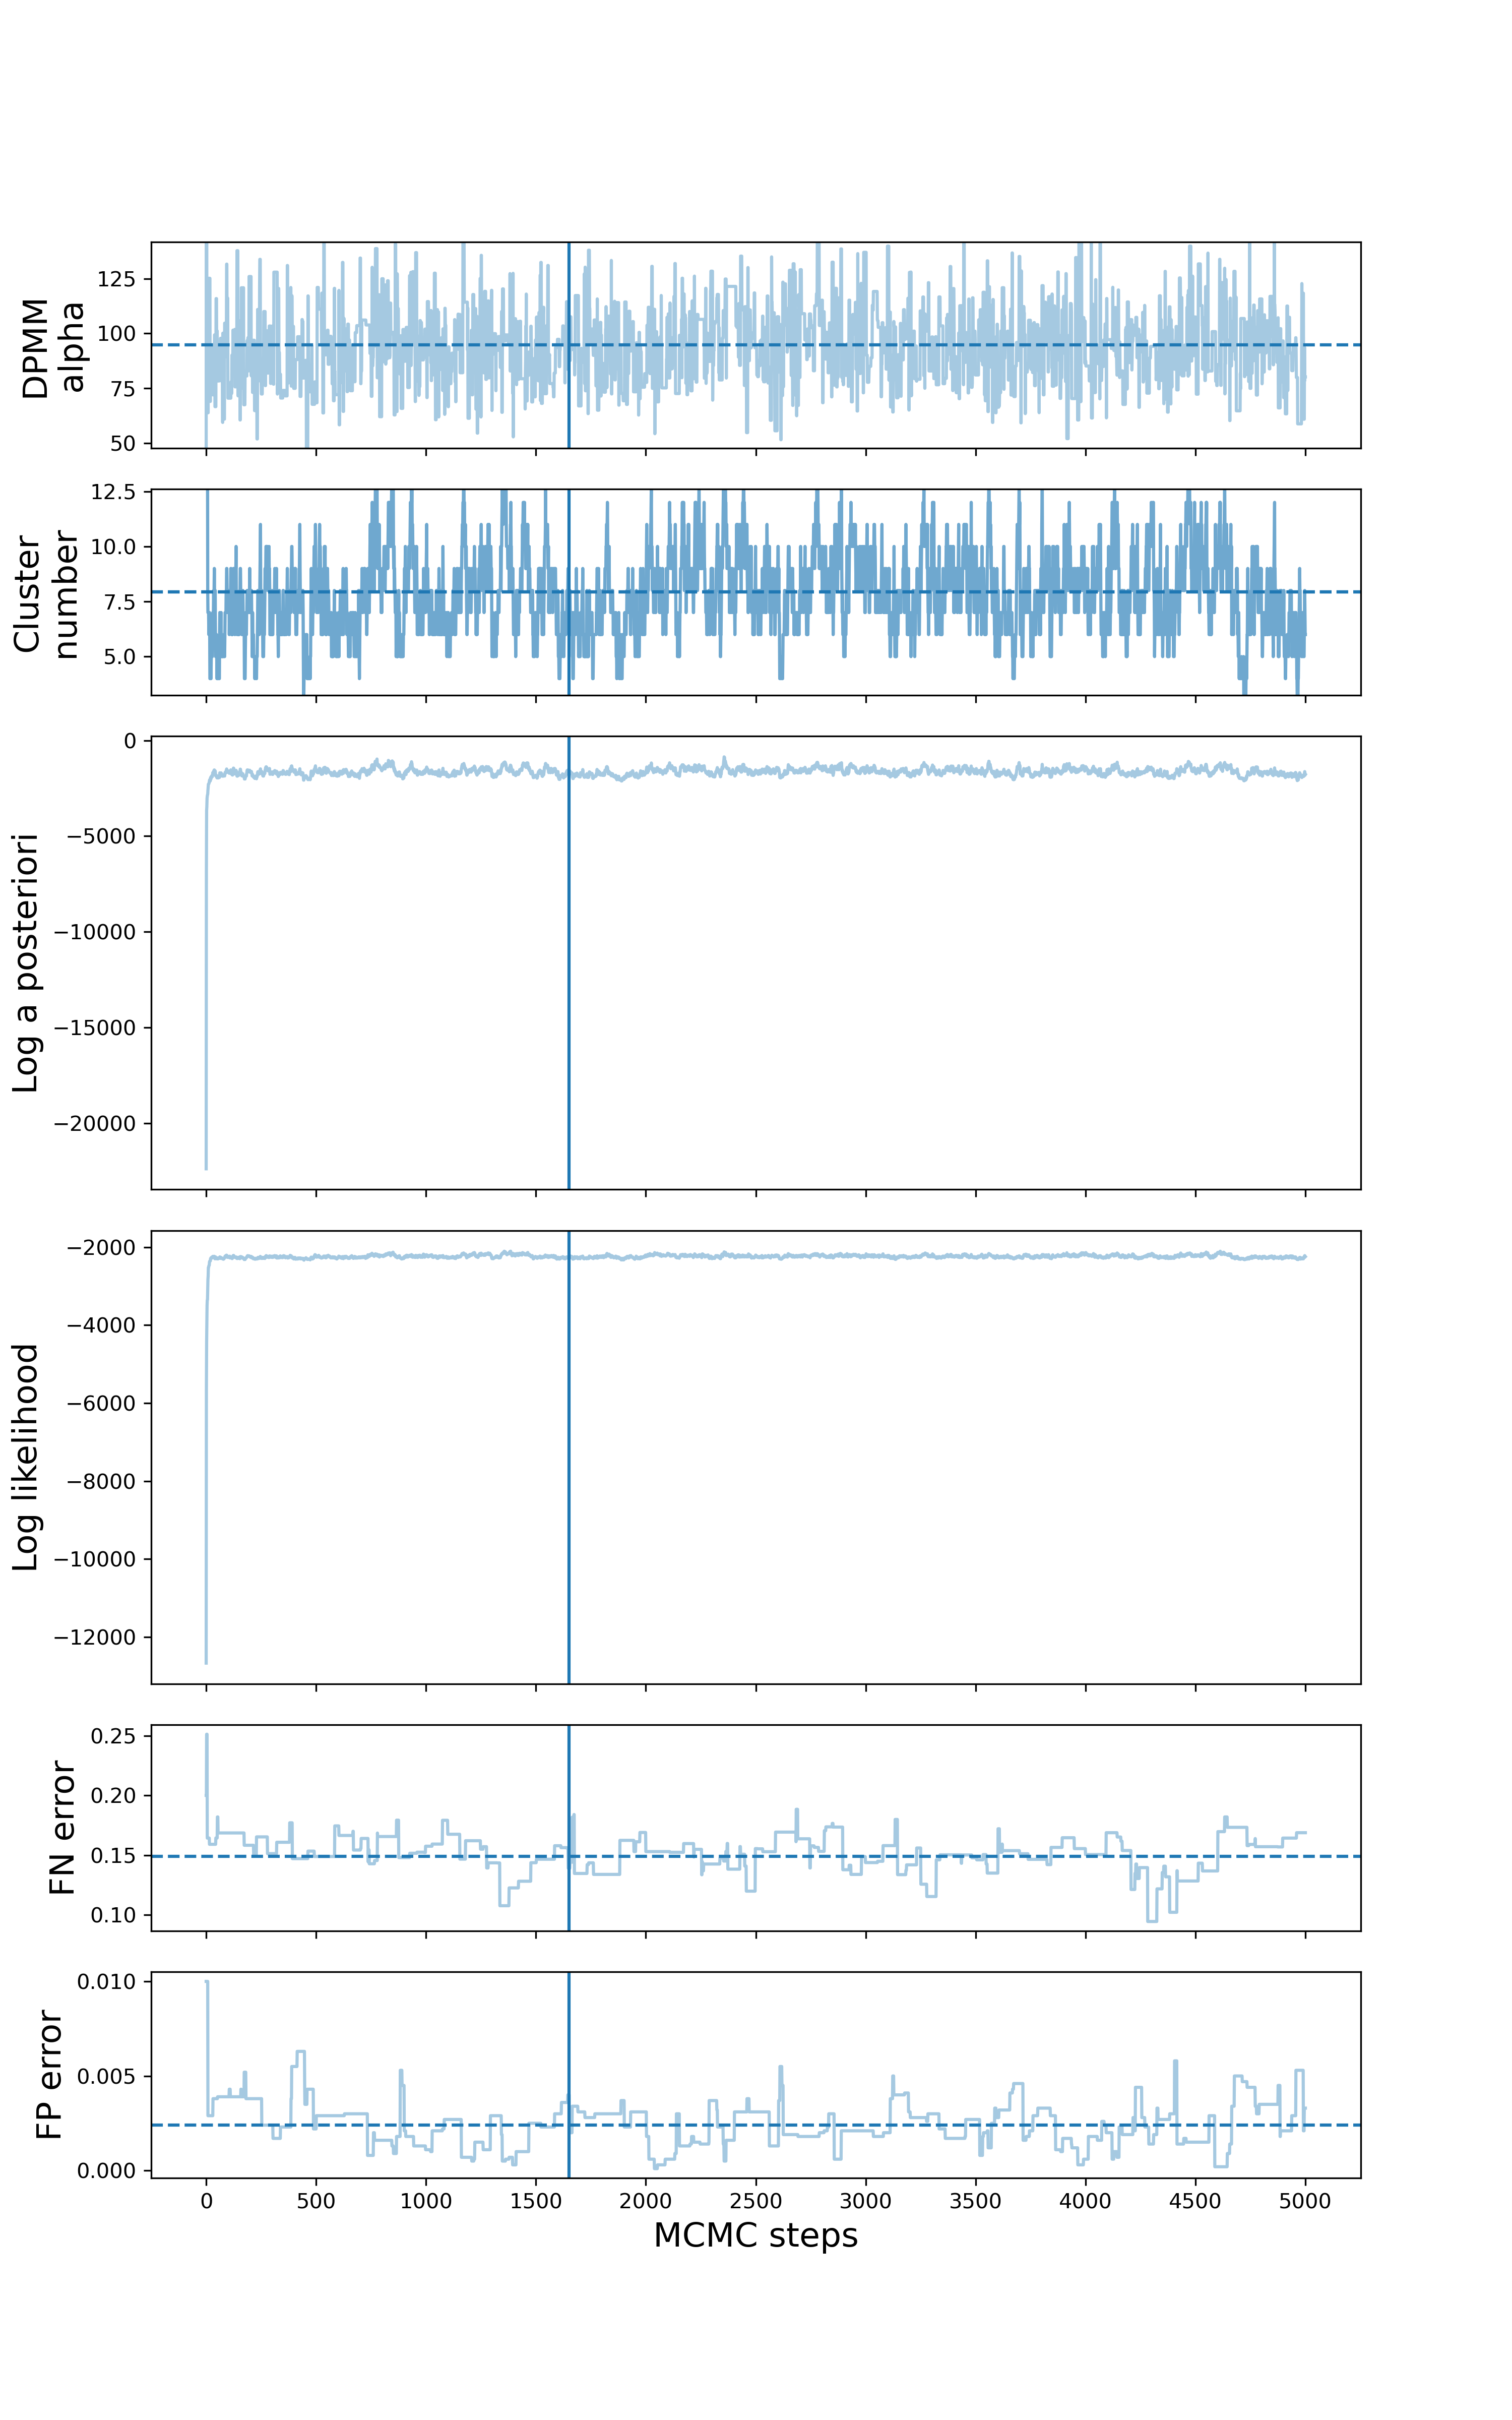 DPMM
alpha
125
100
75
50
Cluster
number
12.5
10.0
7.5
5.0
Log a posteriori
0
−5000
−10000
−15000
−20000
Log likelihood
−2000
−4000
−6000
−8000
−10000
−12000
FN error
0.25
0.20
0.15
0.10
FP error
0.010
0.005
0.000
0 500 1000 1500 2000 2500 3000 3500 4000 4500 5000
MCMC steps